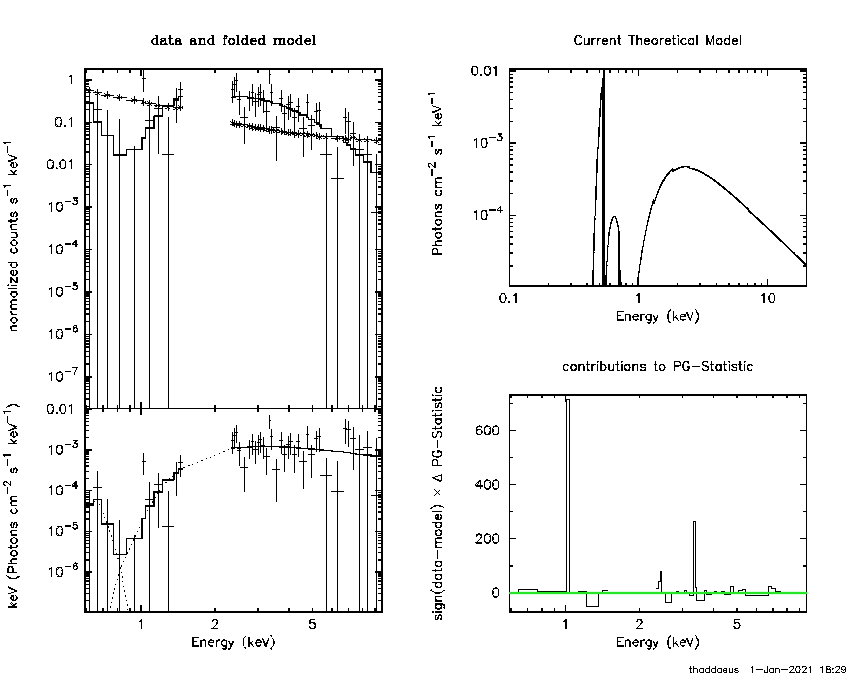 data and folded model
normalized counts s⁻¹ keV⁻¹
1
0.1
0.01
10⁻³
10⁻⁴
10⁻⁵
10⁻⁶
10⁻⁷
keV (Photons cm⁻² s⁻¹ keV⁻¹)
0.01
10⁻³
10⁻⁴
10⁻⁵
10⁻⁶
1 2 5
Energy (keV)
Current Theoretical Model
Photons cm⁻² s⁻¹ keV⁻¹
0.01
10⁻³
10⁻⁴
0.1 1 10
Energy (keV)
contributions to PG-Statistic
sign(data-model) × Δ PG-Statistic
600
400
200
0
1 2 5
Energy (keV)
thaddaeus 1-Jan-2021 18:29